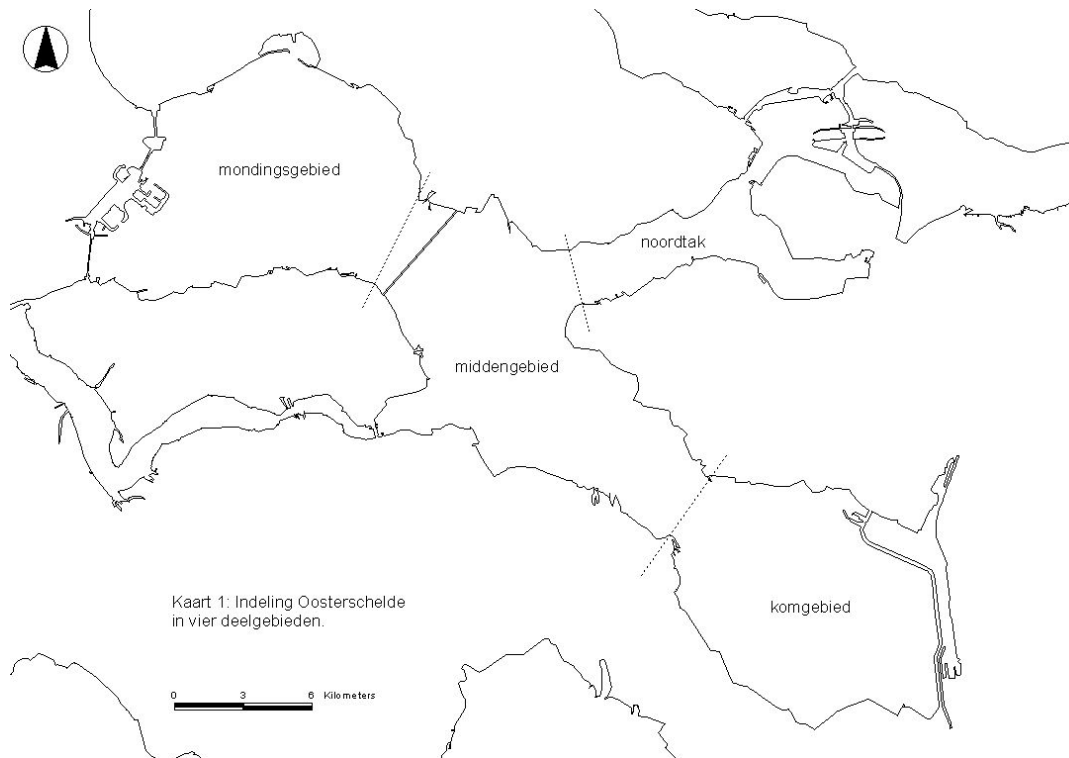 mondingsgebied
noordtak
middengebied
komgebied
Kaart 1: Indeling Oosterschelde
in vier deelgebieden.
0 3 6 Kilometers